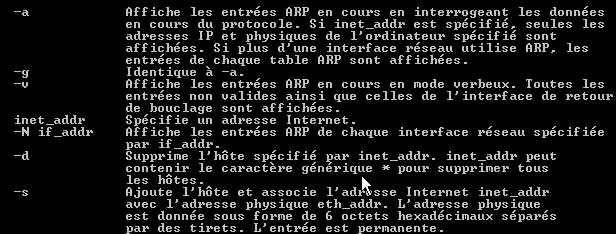 -a Affiche les entrées ARP en cours en interrogeant les données
en cours du protocole. Si inet_addr est spécifié, seules les
adresses IP et physiques de l'ordinateur spécifié sont
affichées. Si plus d'une interface réseau utilise ARP, les
entrées de chaque table ARP sont affichées.
-g Identique à -a.
-v Affiche les entrées ARP en cours en mode verbeux. Toutes les
entrées non valides ainsi que celles de l'interface de retour
de bouclage sont affichées.
inet_addr Spécifie un adresse Internet.
-N if_addr Affiche les entrées ARP de chaque interface réseau spécifiée
par if_addr.
-d Supprime l'hôte spécifié par inet_addr. inet_addr peut
contenir le caractère générique * pour supprimer tous
les hôtes.
-s Ajoute l'hôte et associe l'adresse Internet inet_addr
avec l'adresse physique eth_addr. L'adresse physique
est donnée sous forme de 6 octets hexadécimaux séparés
par des tirets. L'entrée est permanente.